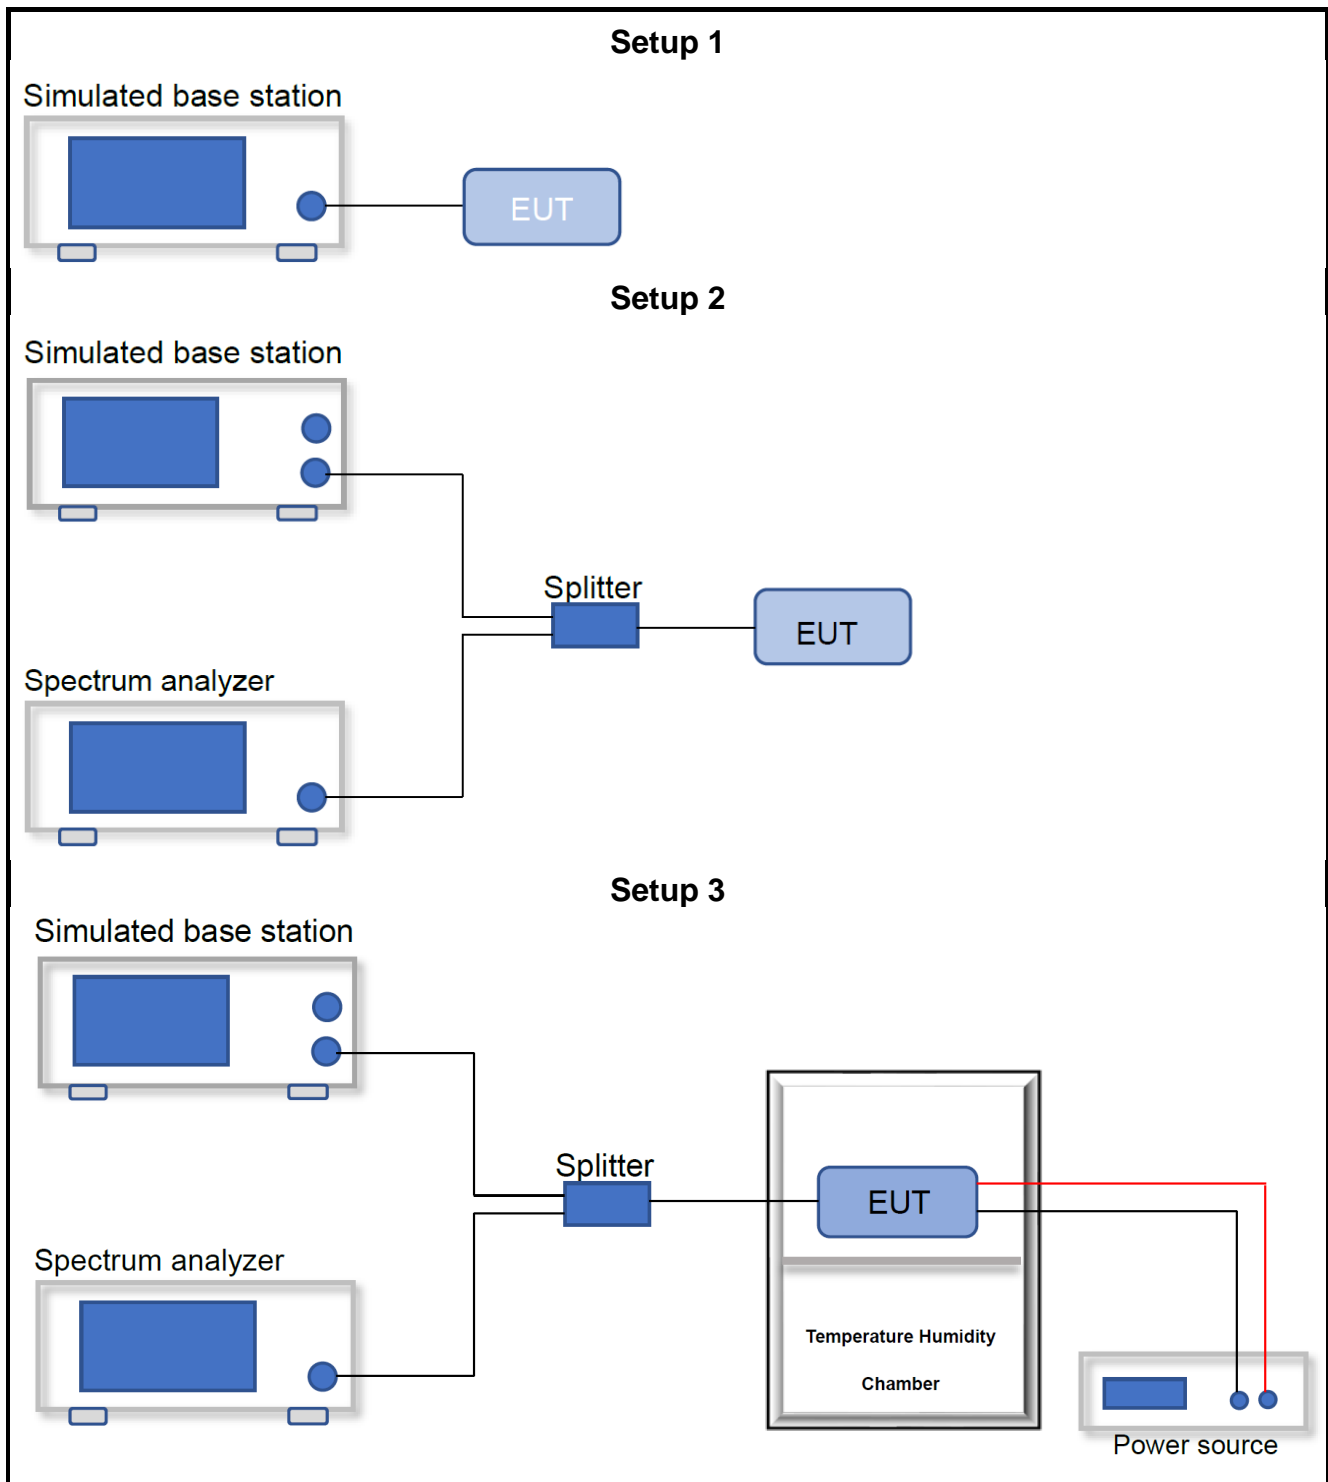 Setup 1
Simulated base station
EUT
Setup 2
Simulated base station
Splitter
EUT
Spectrum analyzer
Setup 3
Simulated base station
Splitter
EUT
Spectrum analyzer
Temperature Humidity
Chamber
Power source